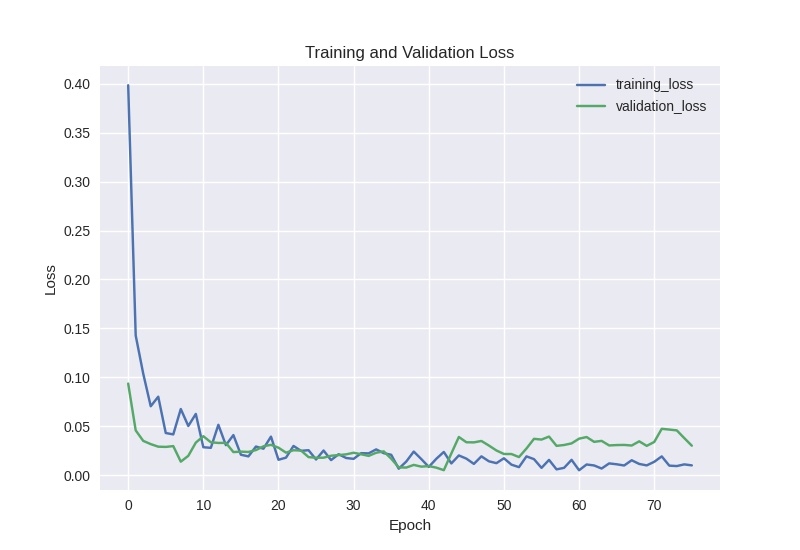 Training and Validation Loss
0.40
0.35
0.30
0.25
0.20
0.15
0.10
0.05
0.00
Loss
training_loss
validation_loss
0 10 20 30 40 50 60 70
Epoch